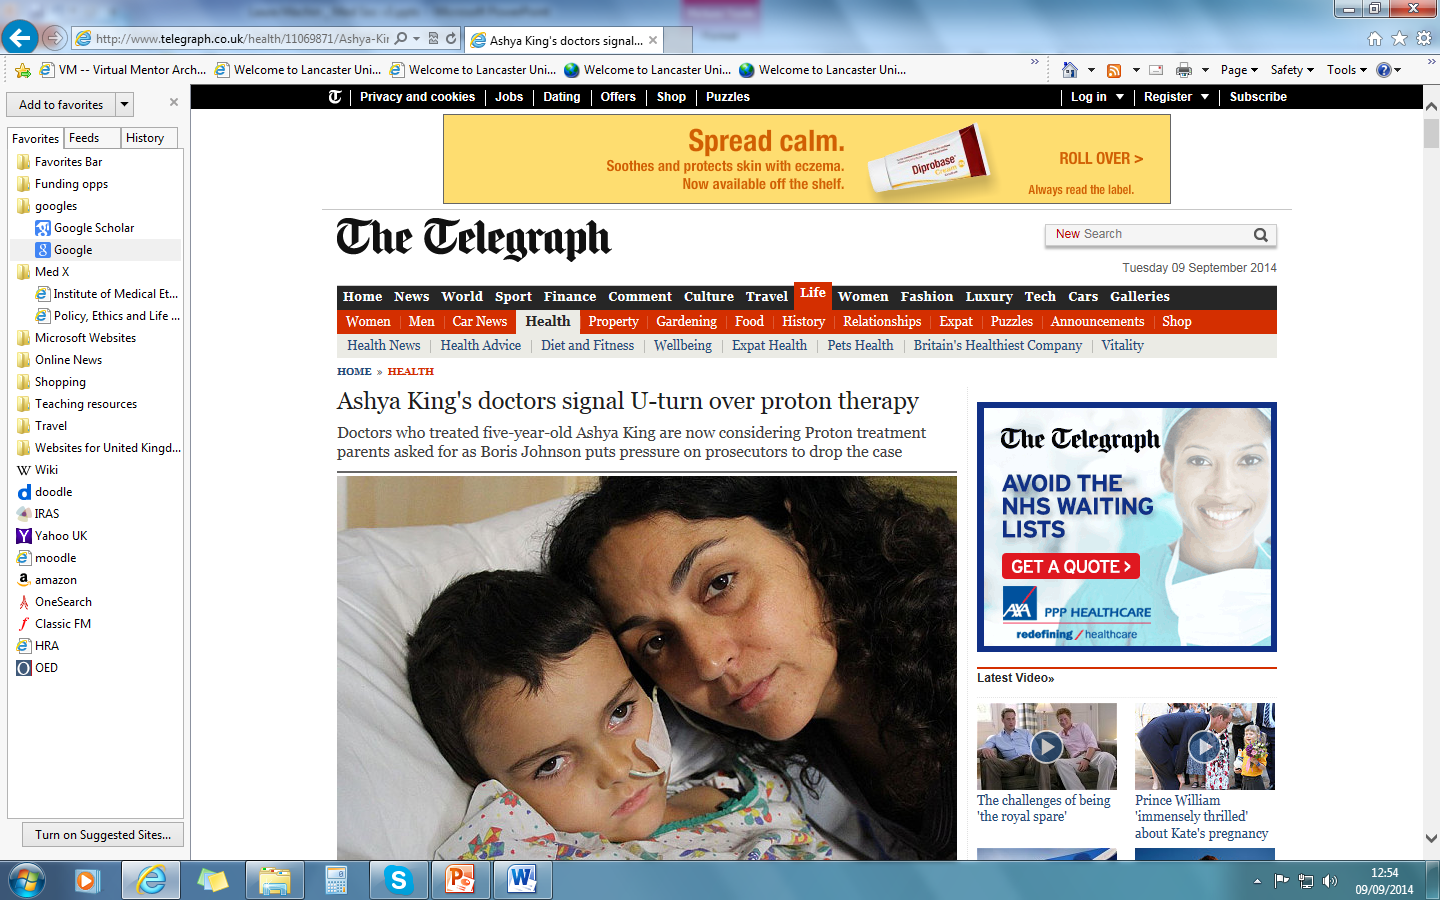 http://www.telegraph.co.uk/health/11069871/Ashya-Kir
Ashya King's doctors signal...
VM -- Virtual Mentor Arch...
Welcome to Lancaster Uni...
Welcome to Lancaster Uni...
Welcome to Lancaster Uni...
Welcome to Lancaster Uni...
Page
Safety
Tools
Add to favorites
Favorites Feeds History
Favorites Bar
Funding opps
googles
Google Scholar
Google
Med X
Institute of Medical Et...
Policy, Ethics and Life ...
Microsoft Websites
Online News
Shopping
Teaching resources
Travel
Websites for United Kingd...
Wiki
doodle
IRAS
Yahoo UK
moodle
amazon
OneSearch
Classic FM
HRA
OED
Turn on Suggested Sites...
Privacy and cookies Jobs Dating Offers Shop Puzzles
Log in Register Subscribe
Spread calm.
Soothes and protects skin with eczema.
Now available off the shelf.
Diprobase
Cream
ROLL OVER >
Always read the label.
The Telegraph
New Search
Tuesday 09 September 2014
Home News World Sport Finance Comment Culture Travel Life Women Fashion Luxury Tech Cars Galleries
Women Men Car News Health Property Gardening Food History Relationships Expat Puzzles Announcements Shop
Health News Health Advice Diet and Fitness Wellbeing Expat Health Pets Health Britain's Healthiest Company Vitality
HOME » HEALTH
Ashya King's doctors signal U-turn over proton therapy
Doctors who treated five-year-old Ashya King are now considering Proton treatment
parents asked for as Boris Johnson puts pressure on prosecutors to drop the case
The Telegraph
AVOID THE
NHS WAITING
LISTS
GET A QUOTE >
AXA PPP HEALTHCARE
redefining / healthcare
Latest Video»
The challenges of being
'the royal spare'
Prince William
'immensely thrilled'
about Kate's pregnancy
12:54
09/09/2014